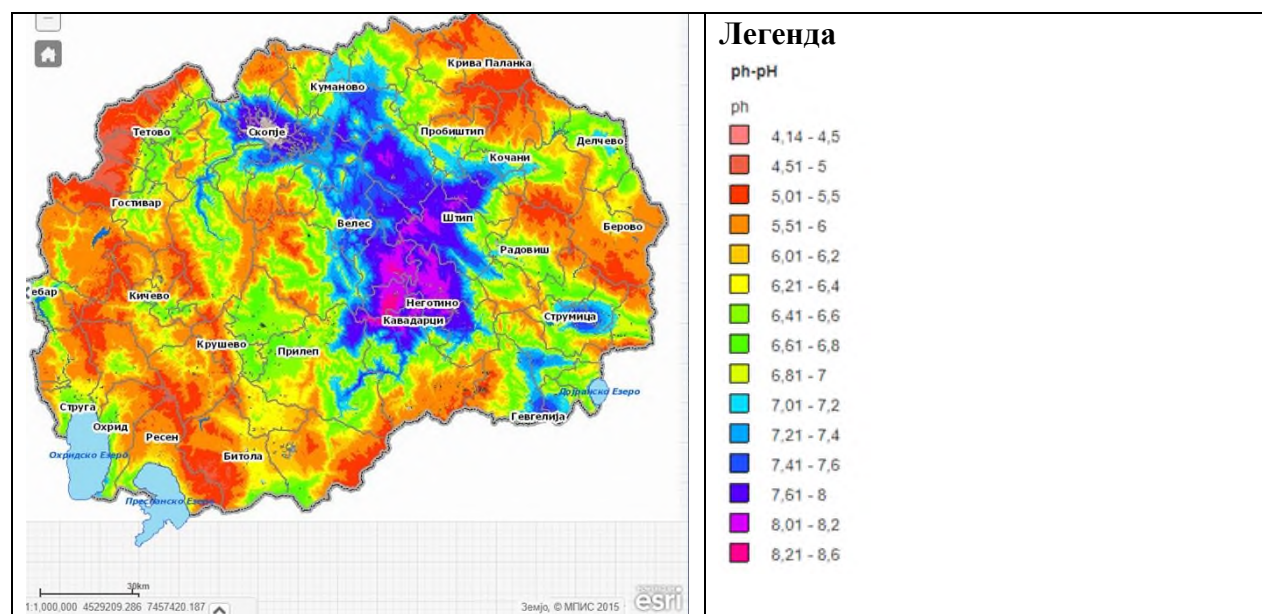 Крива Паланка
Куманово
Тетово
Скопје
Пробиштип
Делчево
Кочани
Гостивар
Велес
Штип
Берово
Радовиш
ебар
Кичево
Неготино
Кавадарци
Струмица
Крушево
Прилеп
Дојранско Езеро
Гевгелија
Струга
Охрид
Ресен
Битола
Охридско Езеро
Преспанско Езеро
30km
1:1,000,000 4529209.286 7457420.187
Земјо, © МПИС 2015
esri
Легенда
ph-pH
ph
4,14 - 4,5
4,51 - 5
5,01 - 5,5
5,51 - 6
6,01 - 6,2
6,21 - 6,4
6,41 - 6,6
6,61 - 6,8
6,81 - 7
7,01 - 7,2
7,21 - 7,4
7,41 - 7,6
7,61 - 8
8,01 - 8,2
8,21 - 8,6